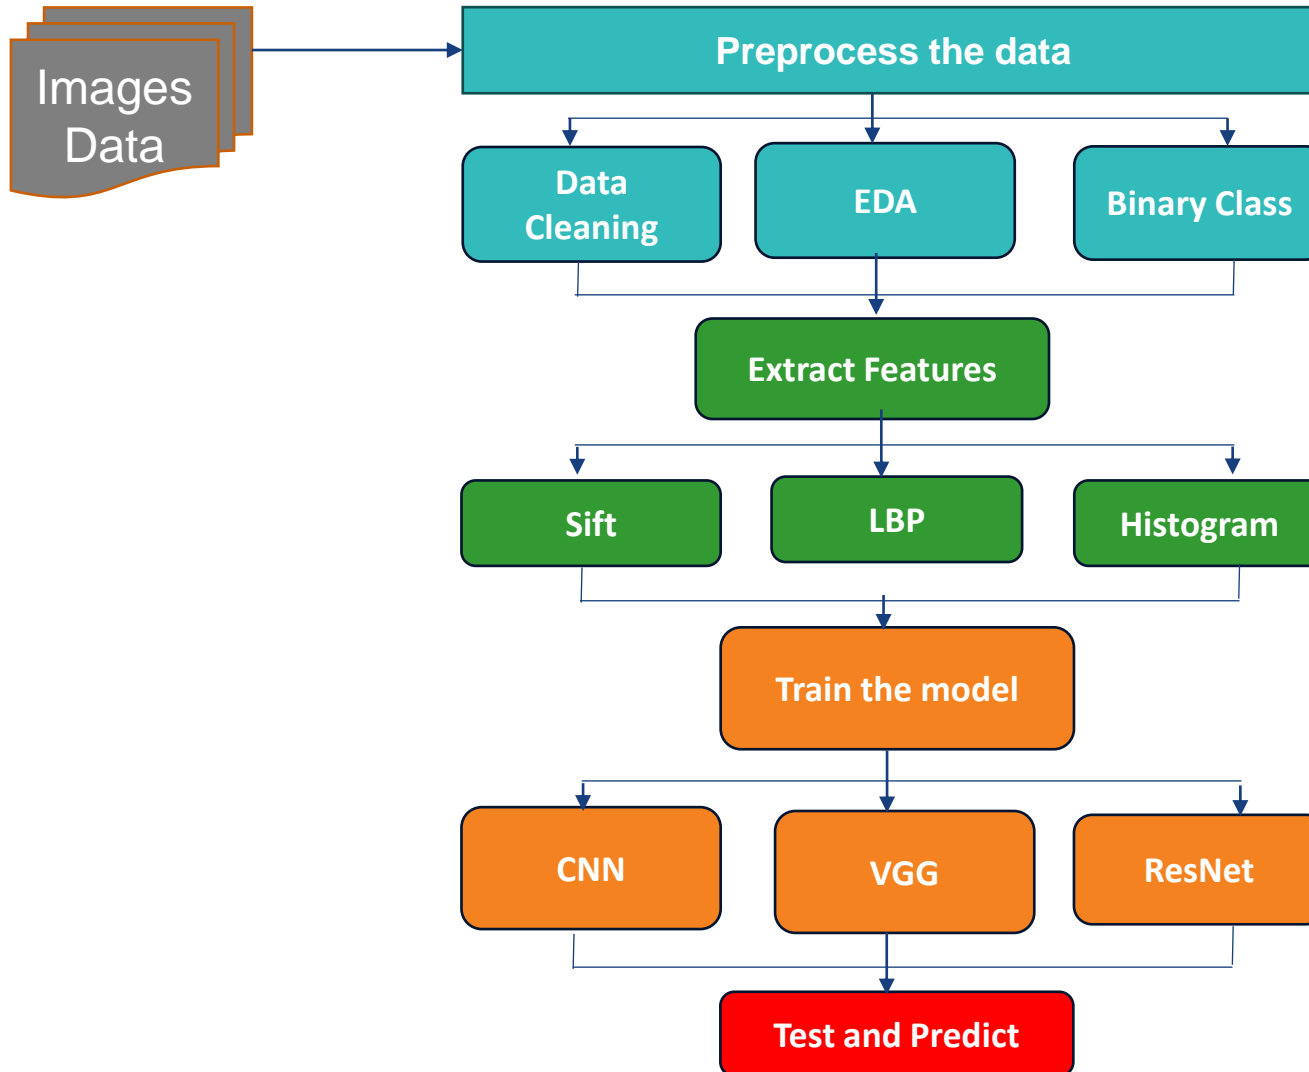 Images
Data
Preprocess the data
Data
Cleaning
EDA
Binary Class
Extract Features
Sift
LBP
Histogram
Train the model
CNN
VGG
ResNet
Test and Predict